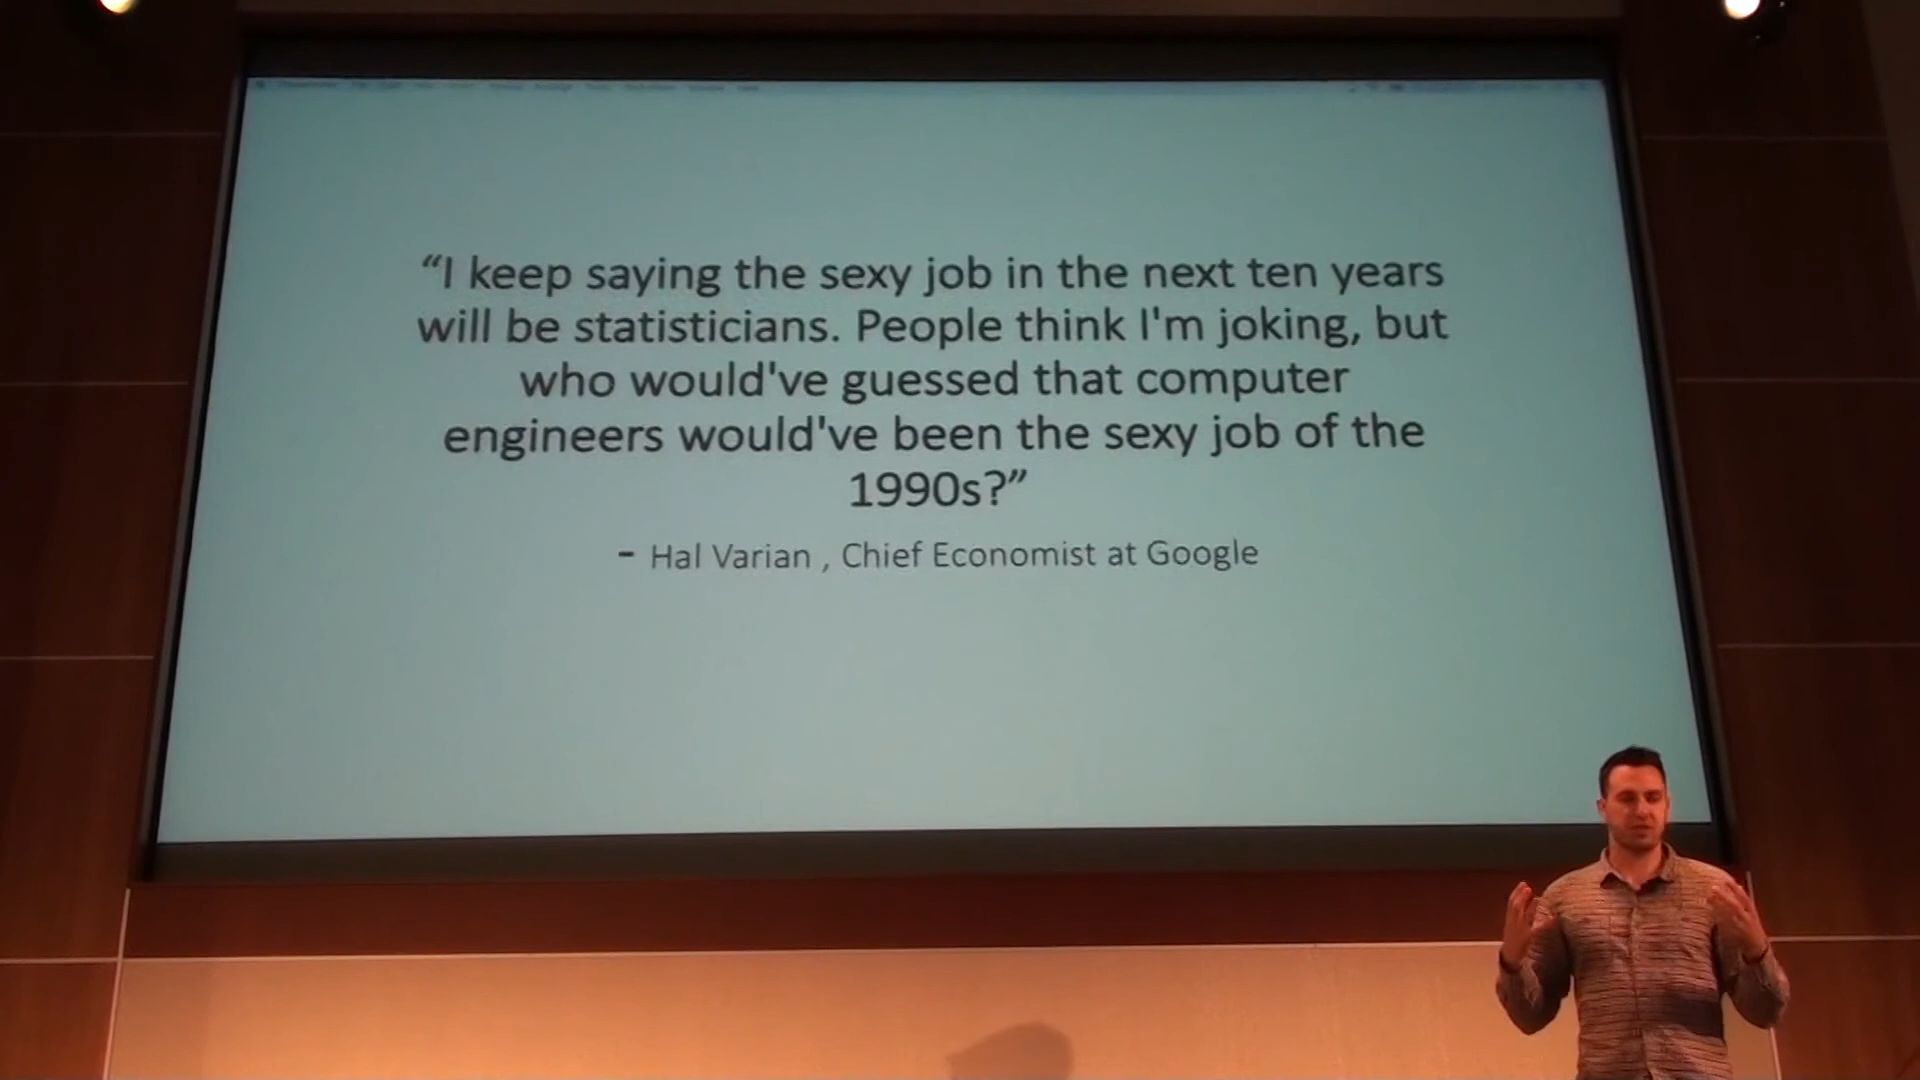 “I keep saying the sexy job in the next ten years
will be statisticians. People think I'm joking, but
who would've guessed that computer
engineers would've been the sexy job of the
1990s?”
- Hal Varian , Chief Economist at Google